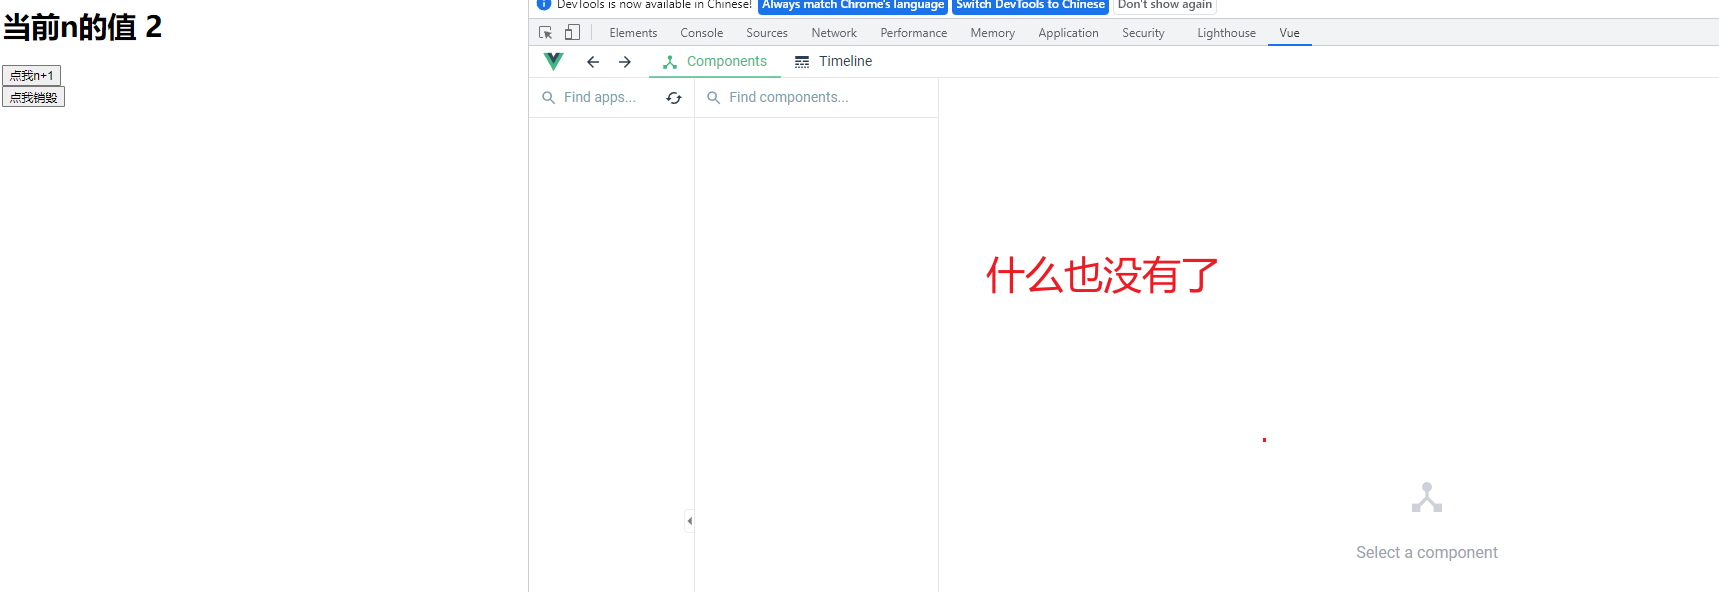 当前n的值 2
点我n+1
点我销毁
DevTools is now available in Chinese! Always match Chrome's language Switch DevTools to Chinese Don't show again
Elements Console Sources Network Performance Memory Application Security Lighthouse Vue
Components Timeline
Find apps... Find components...
什么也没有了
Select a component